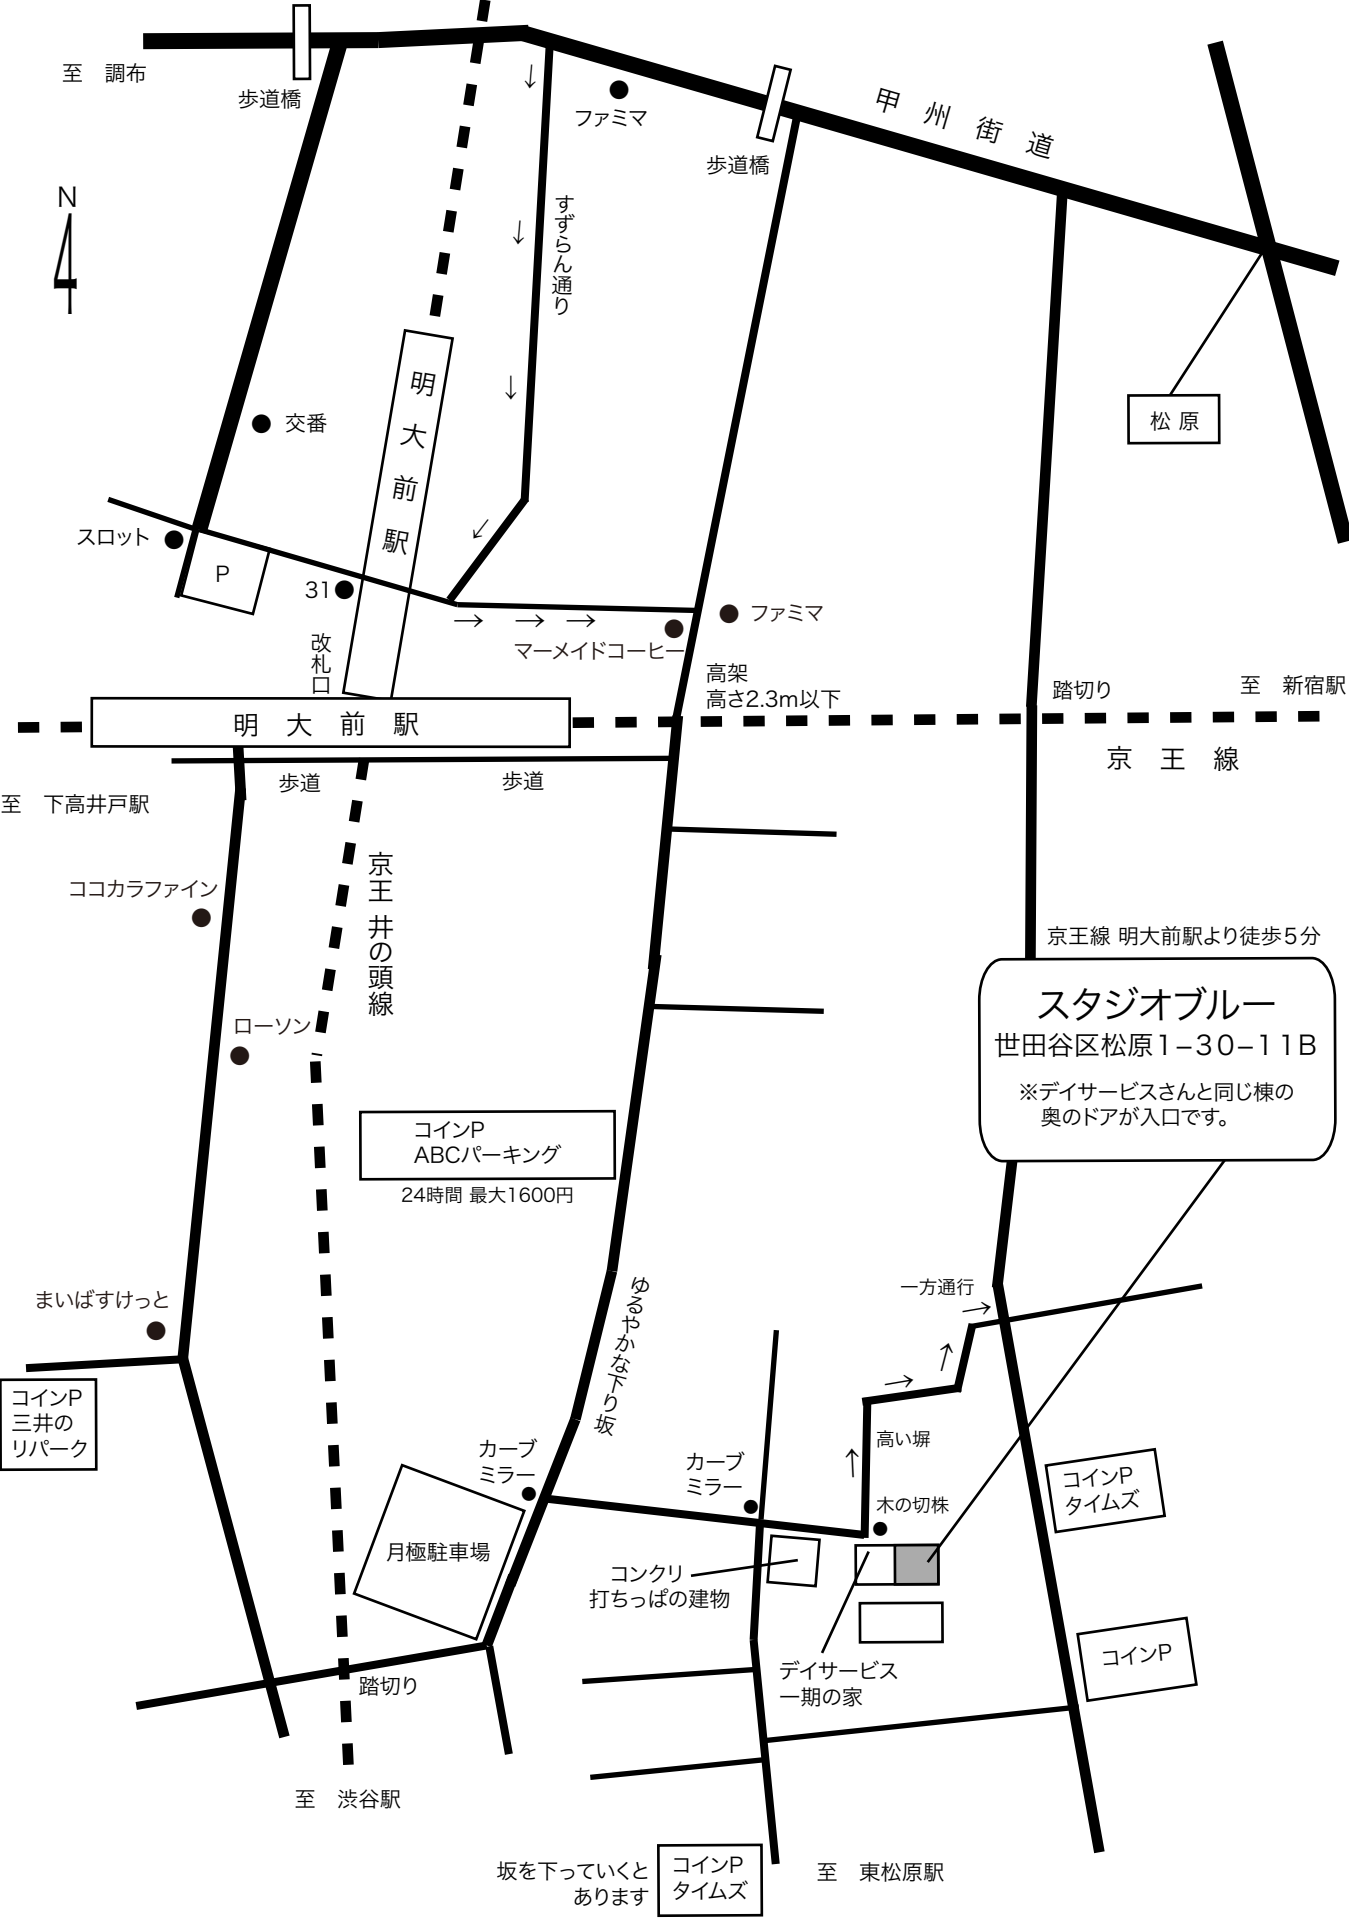 至　調布
歩道橋
ファミマ
歩道橋
甲州街道
N
すずらん通り
交番
明大前駅
松原
スロット
P
31
改札口
マーメイドコーヒー
ファミマ
高架
高さ2.3m以下
踏切り
至　新宿駅
明大前駅
京王線
歩道
歩道
至　下高井戸駅
ココカラファイン
京王 井の頭線
ローソン
京王線 明大前駅より徒歩5分
スタジオブルー
世田谷区松原1–30–11B
※デイサービスさんと同じ棟の
奥のドアが入口です。
コインP
ABCパーキング
24時間 最大1600円
まいばすけっと
ゆるやかな下り坂
一方通行
コインP
三井の
リパーク
カーブ
ミラー
カーブ
ミラー
高い塀
木の切株
コインP
タイムズ
月極駐車場
コンクリ
打ちっぱの建物
デイサービス
一期の家
コインP
踏切り
至　渋谷駅
坂を下っていくと
あります
コインP
タイムズ
至　東松原駅